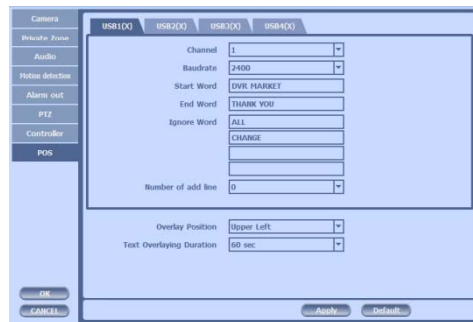 Camera
Private Zone
Audio
Motion detection
Alarm out
PTZ
Controller
POS
OK
CANCEL
USB1(X) USB2(X) USB3(X) USB4(X)
Channel 1
Baudrate 2400
Start Word DVR MARKET
End Word THANK YOU
Ignore Word ALL
CHANGE
Number of add line 0
Overlay Position Upper Left
Text Overlaying Duration 60 sec
Apply Default